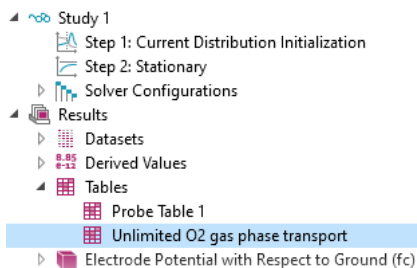 Study 1
Step 1: Current Distribution Initialization
Step 2: Stationary
Solver Configurations
Results
Datasets
8.85
e-12 Derived Values
Tables
Probe Table 1
Unlimited O2 gas phase transport
Electrode Potential with Respect to Ground (fc)